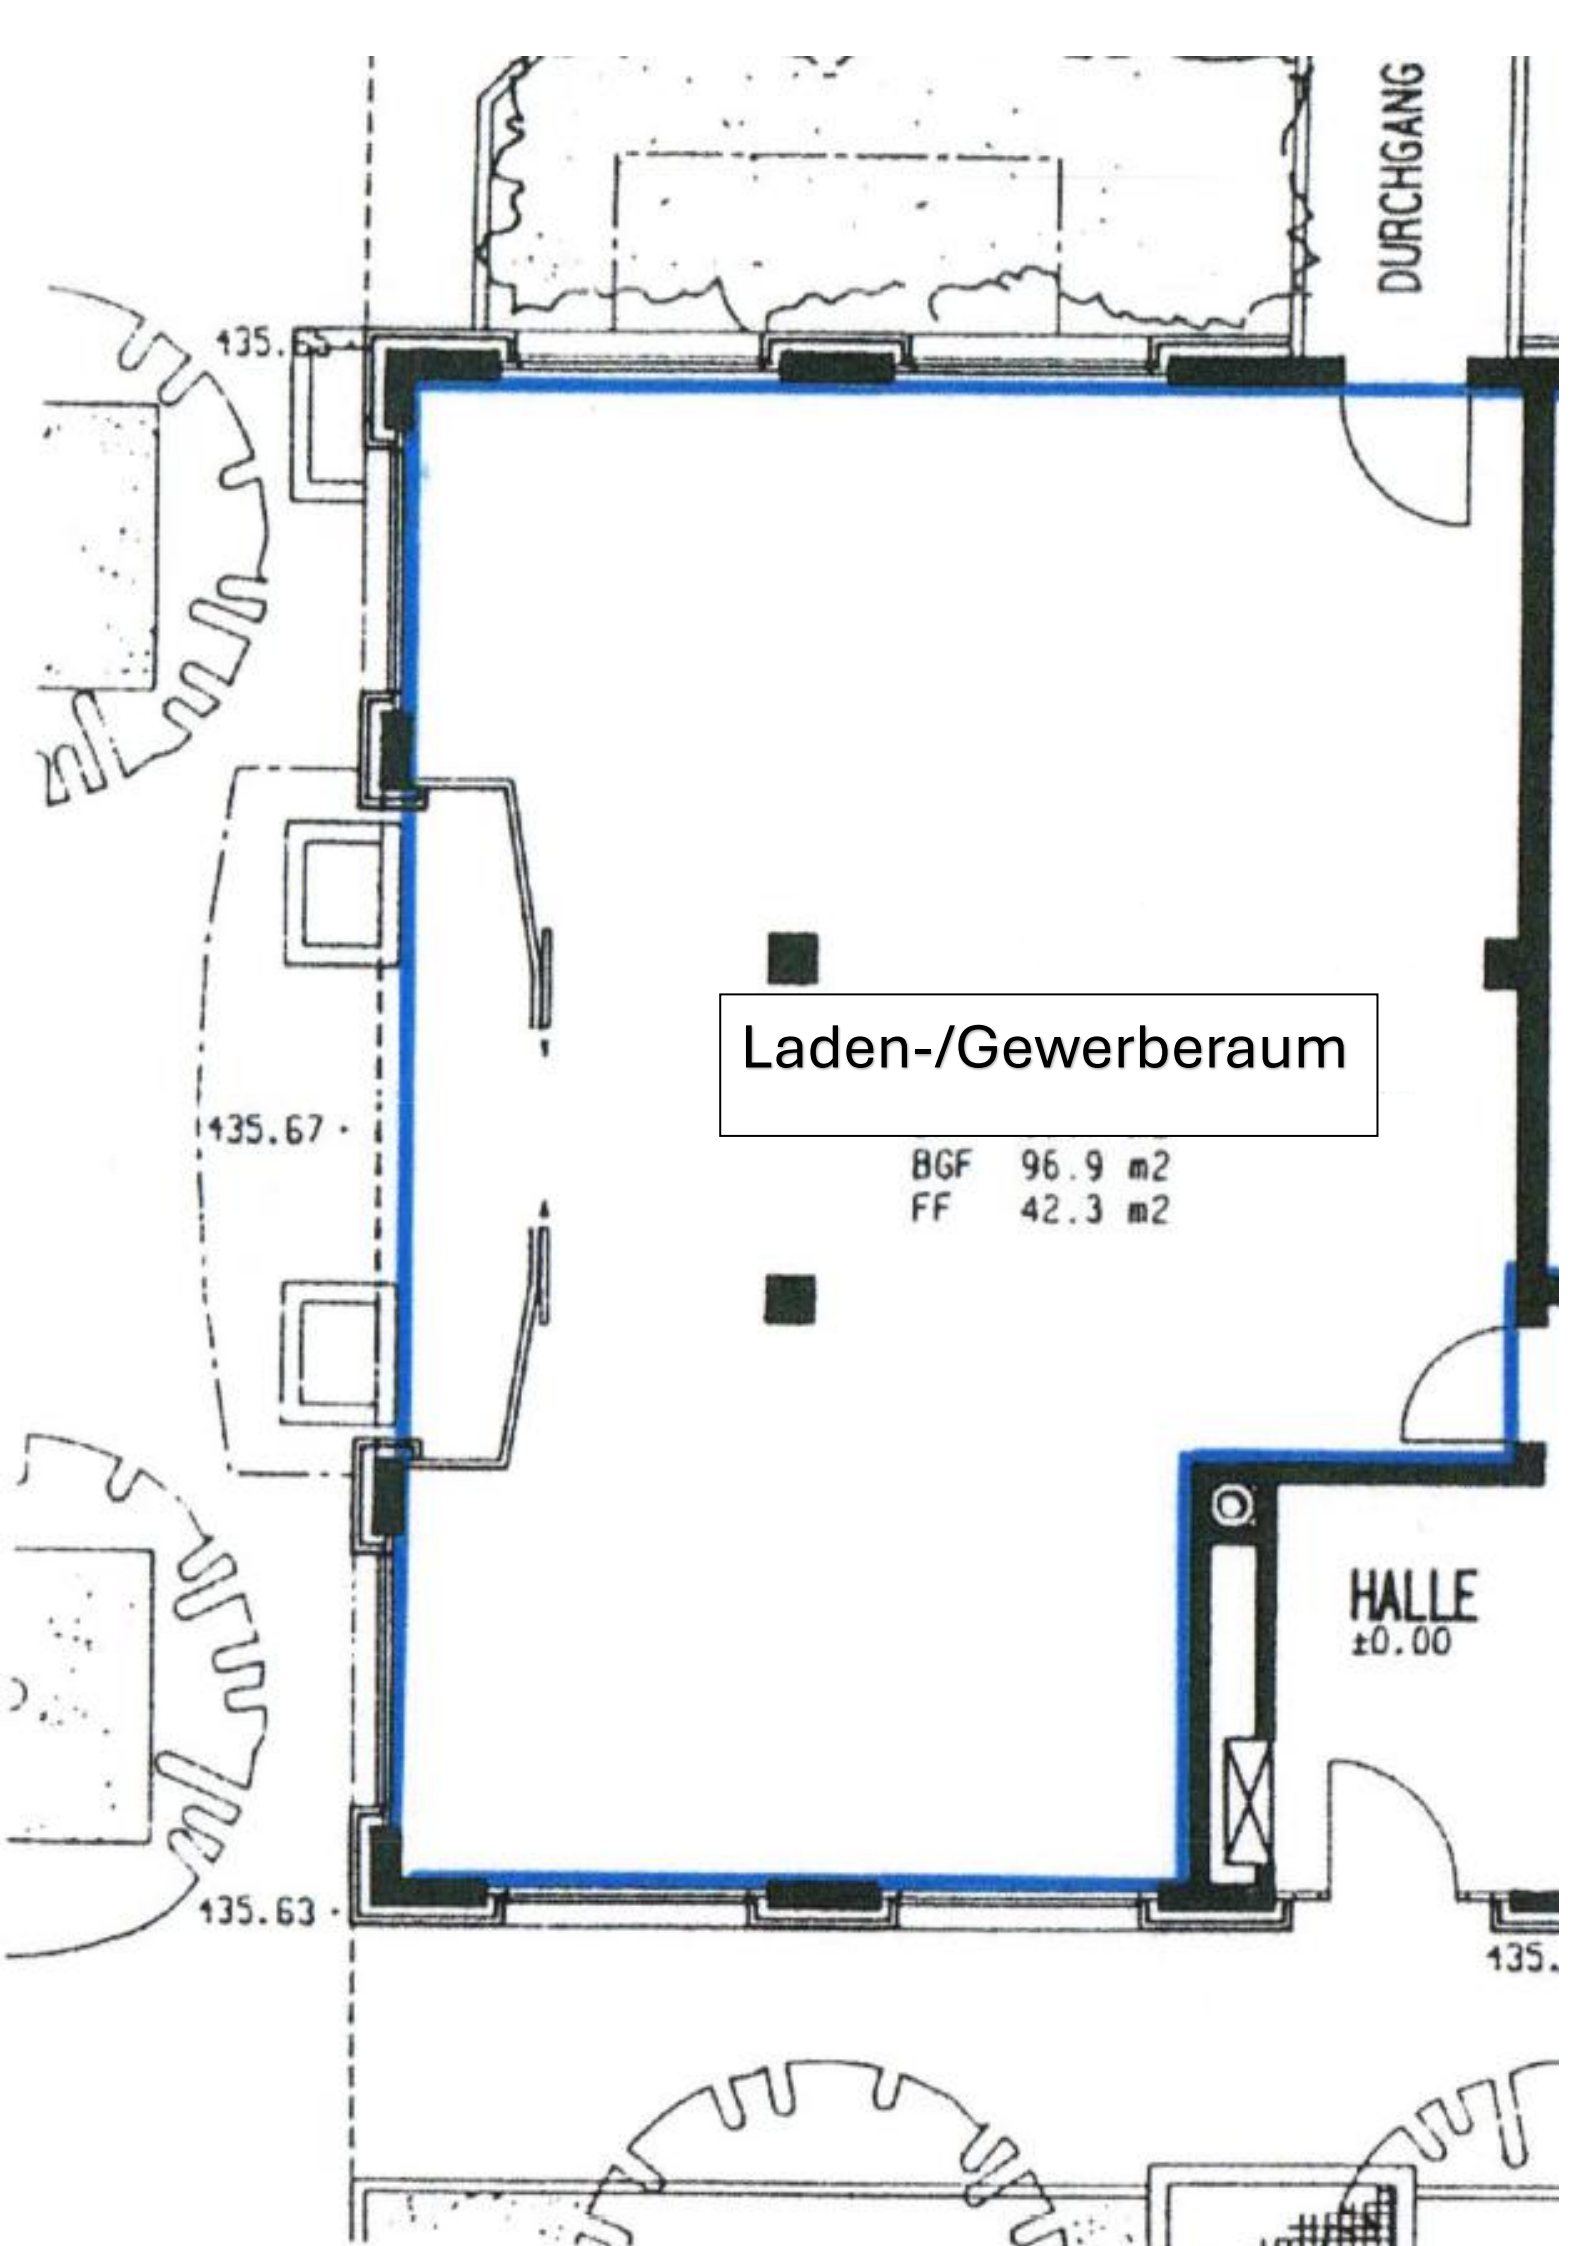 DURCHGANG
Laden-/Gewerberaum
435.67
BGF 96.9 m2
FF 42.3 m2
HALLE
±0.00
435.63
435.